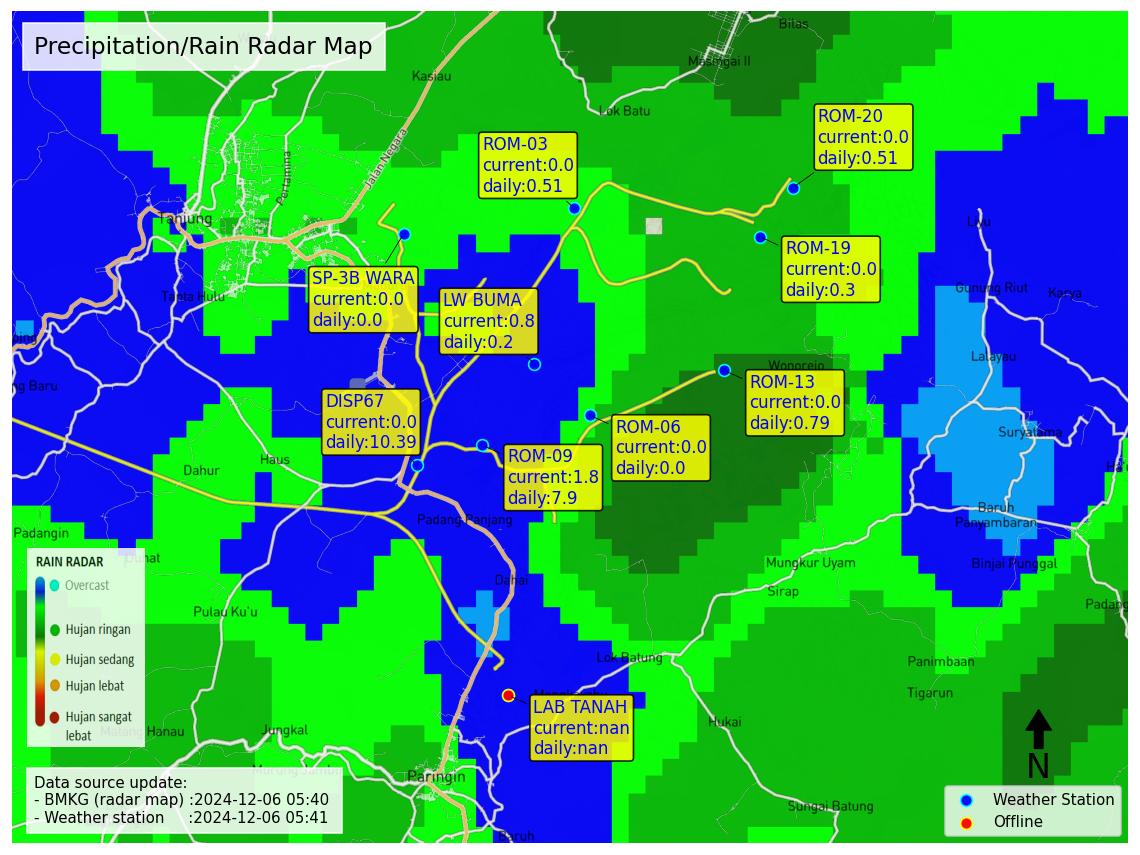 Precipitation/Rain Radar Map
Bilas
Masingai II
Kasiau
Lok Batu
Jalan Negara
Pertamina
Tanjung
Tanta Hulu
ROM-03
current:0.0
daily:0.51
ROM-20
current:0.0
daily:0.51
ROM-19
current:0.0
daily:0.3
SP-3B WARA
current:0.0
daily:0.0
LW BUMA
current:0.8
daily:0.2
Liyu
Gunung Riut
Karya
Lalayau
Suryatama
Baruh
Panyambaran
Binjai Punggal
Wonorejo
ROM-13
current:0.0
daily:0.79
DISP67
current:0.0
daily:10.39
ROM-06
current:0.0
daily:0.0
ROM-09
current:1.8
daily:7.9
ng Baru
Dahur
Haus
Padang Panjang
Padangin
Dahai
Mungkur Uyam
Sirap
Padang
Pulau Ku`u
Lok Batung
Panimbaan
Tigarun
Hukai
LAB TANAH
current:nan
daily:nan
Jungkal
Paringin
Sungai Batung
Baruh
RAIN RADAR
Overcast
Hujan ringan
Hujan sedang
Hujan lebat
Hujan sangat
lebat
Data source update:
- BMKG (radar map) :2024-12-06 05:40
- Weather station :2024-12-06 05:41
N
Weather Station
Offline